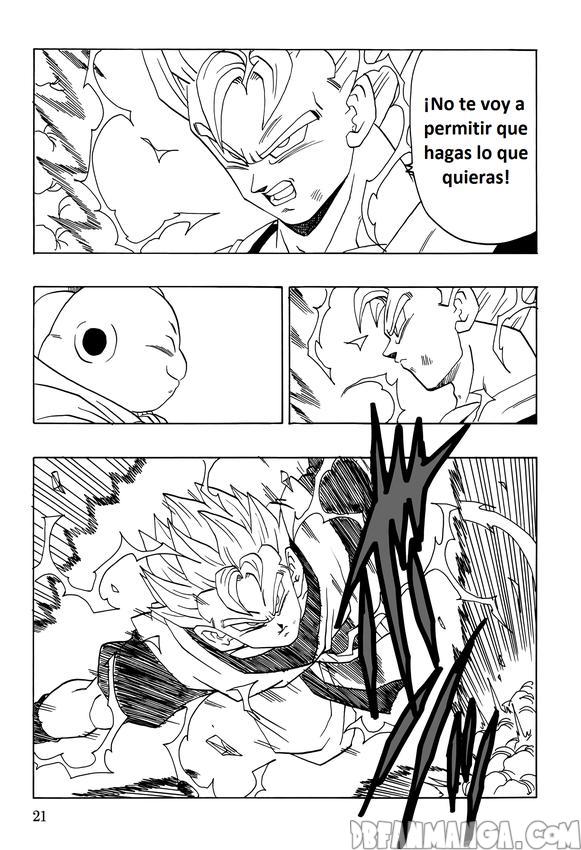 ¡No te voy a
permitir que
hagas lo que
quieras!
21
DBFANMANGA.COM